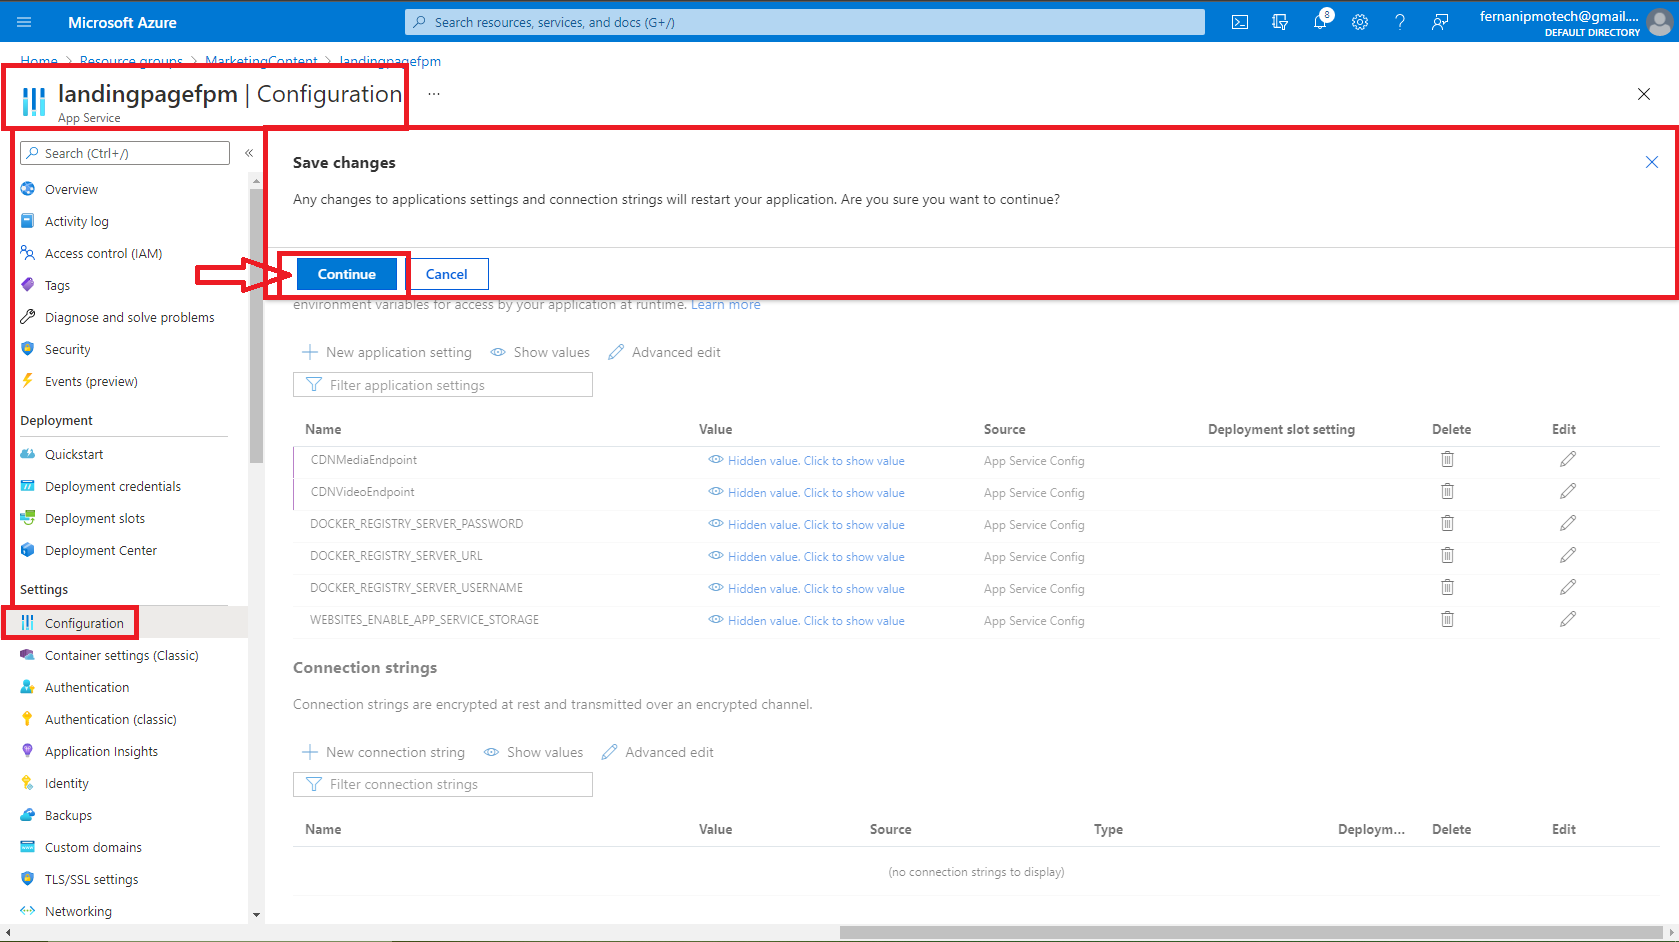 Microsoft Azure
Search resources, services, and docs (G+/)
8
fernanipmotech@gmail....
DEFAULT DIRECTORY
Home > Resource groups > MarketingContent > landingpagefpm
landingpagefpm | Configuration ...
App Service
Search (Ctrl+/)
«
Overview
Activity log
Access control (IAM)
Tags
Diagnose and solve problems
Security
Events (preview)
Deployment
Quickstart
Deployment credentials
Deployment slots
Deployment Center
Settings
Configuration
Container settings (Classic)
Authentication
Authentication (classic)
Application Insights
Identity
Backups
Custom domains
TLS/SSL settings
Networking
Save changes
Any changes to applications settings and connection strings will restart your application. Are you sure you want to continue?
Continue Cancel
environment variables for access by your application at runtime. Learn more
New application setting Show values Advanced edit
Filter application settings
Name Value Source Deployment slot setting Delete Edit
CDNMediaEndpoint Hidden value. Click to show value App Service Config
CDNVideoEndpoint Hidden value. Click to show value App Service Config
DOCKER_REGISTRY_SERVER_PASSWORD Hidden value. Click to show value App Service Config
DOCKER_REGISTRY_SERVER_URL Hidden value. Click to show value App Service Config
DOCKER_REGISTRY_SERVER_USERNAME Hidden value. Click to show value App Service Config
WEBSITES_ENABLE_APP_SERVICE_STORAGE Hidden value. Click to show value App Service Config
Connection strings
Connection strings are encrypted at rest and transmitted over an encrypted channel.
New connection string Show values Advanced edit
Filter connection strings
Name Value Source Type Deploym... Delete Edit
(no connection strings to display)